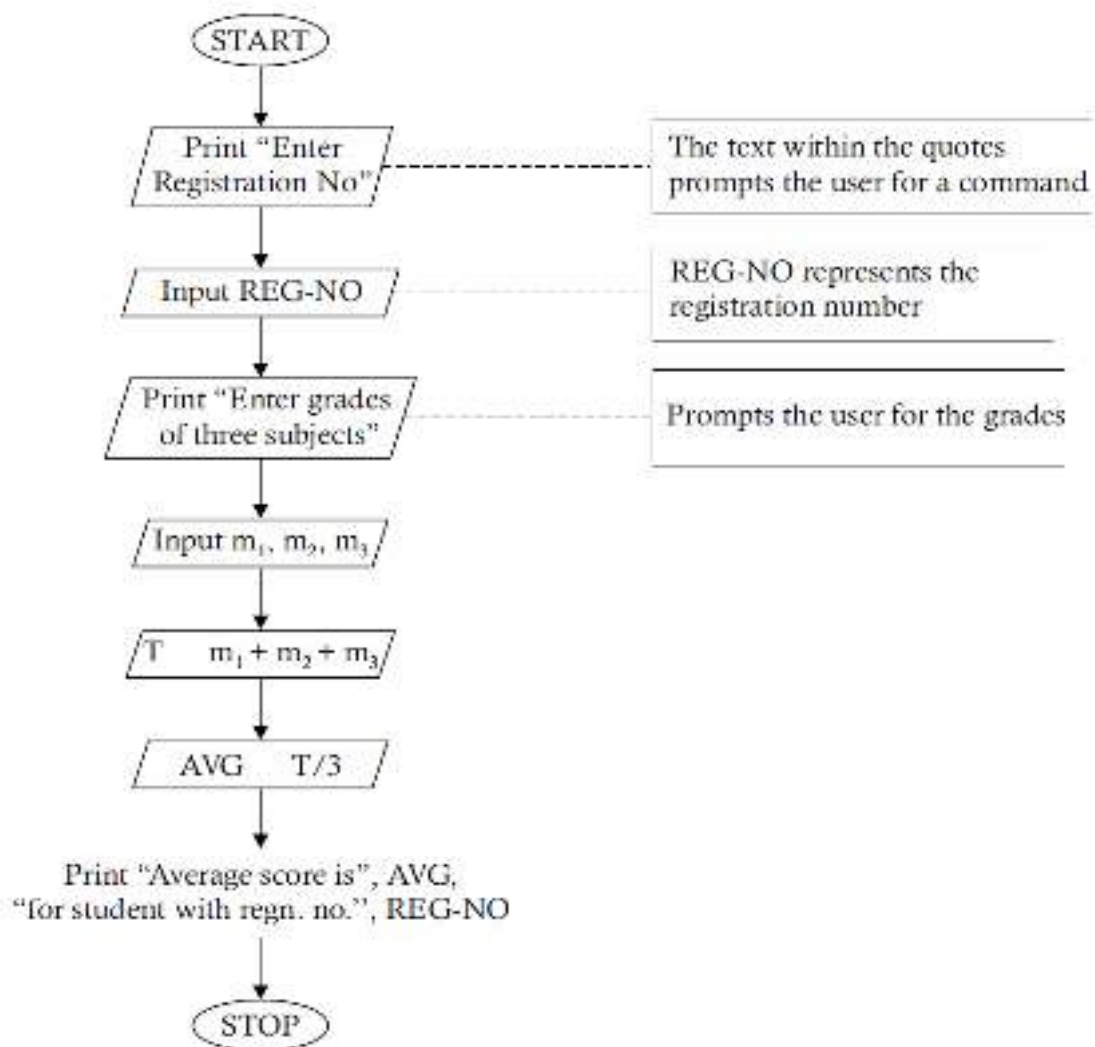 START
Print “Enter
Registration No”
The text within the quotes
prompts the user for a command
Input REG-NO
REG-NO represents the
registration number
Print “Enter grades
of three subjects”
Prompts the user for the grades
Input m₁, m₂, m₃
T m₁ + m₂ + m₃
AVG T/3
Print “Average score is”, AVG,
“for student with regn. no.”, REG-NO
STOP